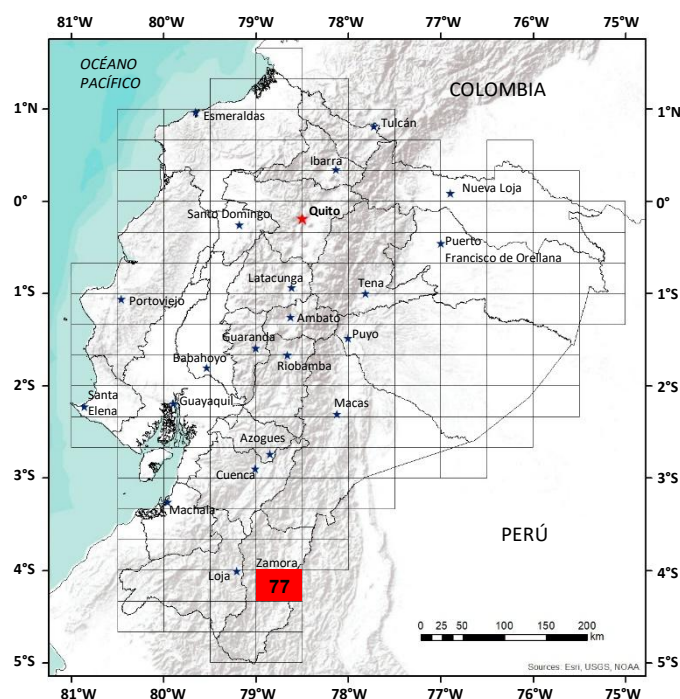 81°W 80°W 79°W 78°W 77°W 76°W 75°W
OCÉANO
PACÍFICO
COLOMBIA
1°N
1°N
Esmeraldas
Tulcán
Ibarra
Nueva Loja
0°
0°
Santo Domingo
Quito
Puerto
Francisco de Orellana
Latacunga
Tena
1°S
1°S
Portoviejo
Ambato
Guaranda
Puyo
Babahoyo
Riobamba
2°S
2°S
Santa
Elena
Guayaquil
Macas
Azogues
3°S
3°S
Cuenca
Machala
PERÚ
Zamora
4°S
4°S
Loja
77
0 25 50 100 150 200
km
5°S
5°S
Sources: Esri, USGS, NOAA
81°W 80°W 79°W 78°W 77°W 76°W 75°W